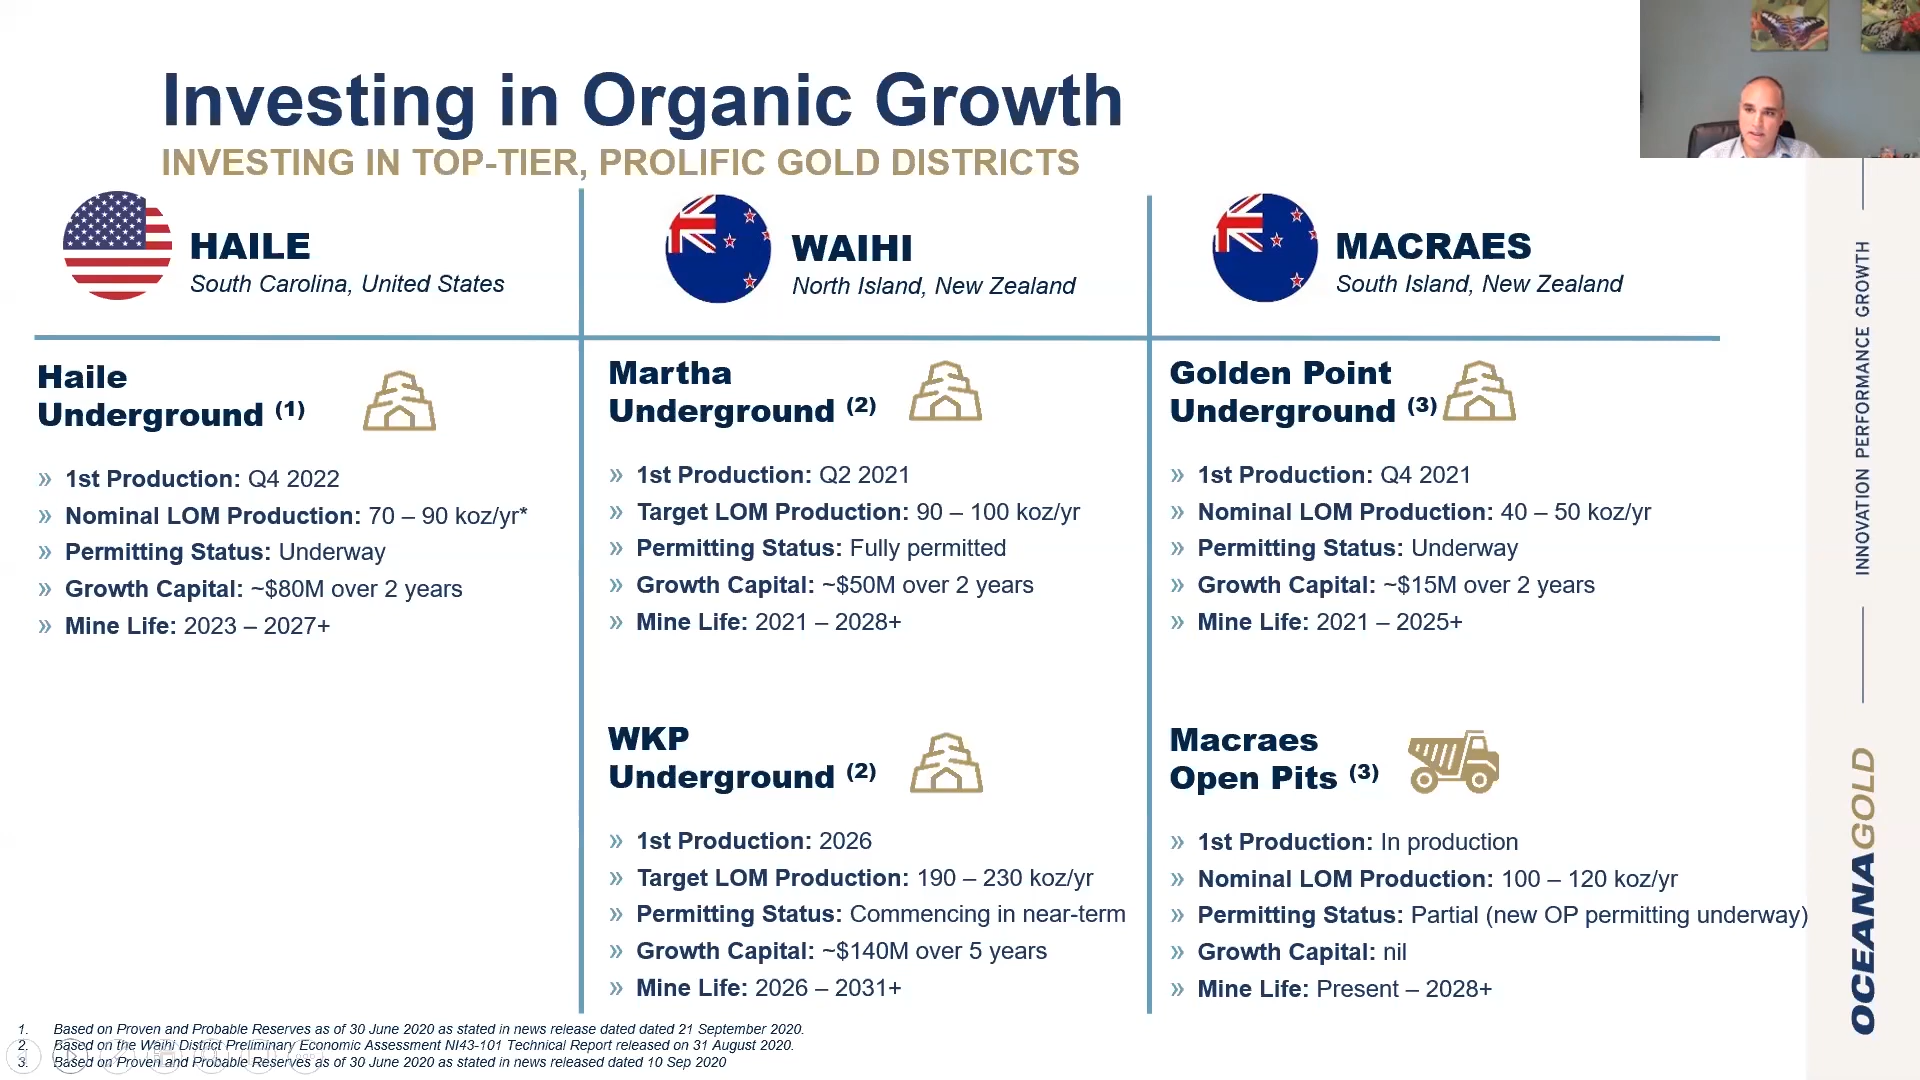 Investing in Organic Growth
INVESTING IN TOP-TIER, PROLIFIC GOLD DISTRICTS
HAILE
South Carolina, United States
WAIHI
North Island, New Zealand
MACRAES
South Island, New Zealand
Haile
Underground (1)
» 1st Production: Q4 2022
» Nominal LOM Production: 70 – 90 koz/yr*
» Permitting Status: Underway
» Growth Capital: ~$80M over 2 years
» Mine Life: 2023 – 2027+
Martha
Underground (2)
» 1st Production: Q2 2021
» Target LOM Production: 90 – 100 koz/yr
» Permitting Status: Fully permitted
» Growth Capital: ~$50M over 2 years
» Mine Life: 2021 – 2028+
WKP
Underground (2)
» 1st Production: 2026
» Target LOM Production: 190 – 230 koz/yr
» Permitting Status: Commencing in near-term
» Growth Capital: ~$140M over 5 years
» Mine Life: 2026 – 2031+
Golden Point
Underground (3)
» 1st Production: Q4 2021
» Nominal LOM Production: 40 – 50 koz/yr
» Permitting Status: Underway
» Growth Capital: ~$15M over 2 years
» Mine Life: 2021 – 2025+
Macraes
Open Pits (3)
» 1st Production: In production
» Nominal LOM Production: 100 – 120 koz/yr
» Permitting Status: Partial (new OP permitting underway)
» Growth Capital: nil
» Mine Life: Present – 2028+
1. Based on Proven and Probable Reserves as of 30 June 2020 as stated in news release dated dated 21 September 2020.
2. Based on the Waihi District Preliminary Economic Assessment NI43-101 Technical Report released on 31 August 2020.
3. Based on Proven and Probable Reserves as of 30 June 2020 as stated in news released dated 10 Sep 2020
INNOVATION PERFORMANCE GROWTH
OCEANAGOLD